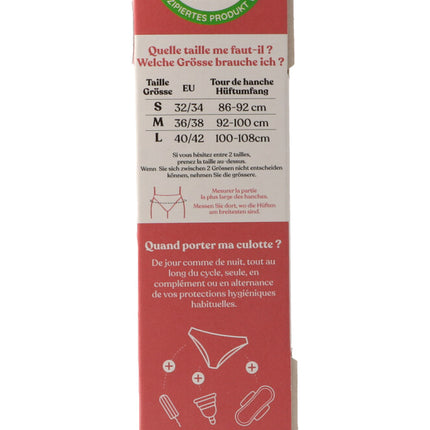 ZIPIERTES PRODUKT
Quelle taille me faut-il ?
Welche Grösse brauche ich ?
Taille Grösse EU Tour de hanche Hüftumfang
S 32/34 86-92 cm
M 36/38 92-100 cm
L 40/42 100-108cm
Si vous hésitez entre 2 tailles,
prenez la taille au-dessus.
Wenn Sie sich zwischen 2 Grössen nicht entscheiden
können, nehmen Sie die grössere.
Mesurer la partie
la plus large des hanches.
Messen Sie dort, wo die Hüften
am breitesten sind.
Quand porter ma culotte ?
De jour comme de nuit, tout au
long du cycle, seule, en
complément ou en alternance
de vos protections hygiéniques
habituelles.